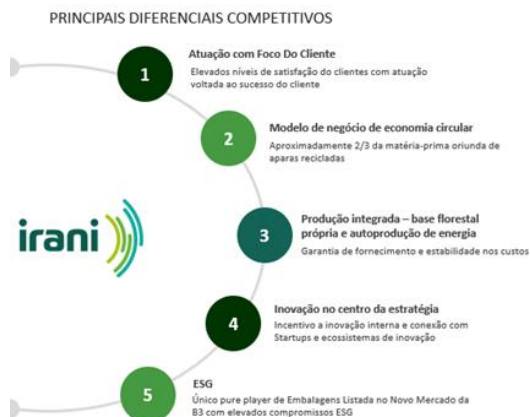 PRINCIPAIS DIFERENCIAIS COMPETITIVOS
1
Atuação com Foco Do Cliente
Elevados níveis de satisfação do clientes com atuação
voltada ao sucesso do cliente
2
Modelo de negócio de economia circular
Aproximadamente 2/3 da matéria-prima oriunda de
aparas recicladas
irani
3
Produção integrada – base florestal
própria e autoprodução de energia
Garantia de fornecimento e estabilidade nos custos
4
Inovação no centro da estratégia
Incentivo a inovação interna e conexão com
Startups e ecossistemas de inovação
5
ESG
Único pure player de Embalagens Listada no Novo Mercado da
B3 com elevados compromissos ESG